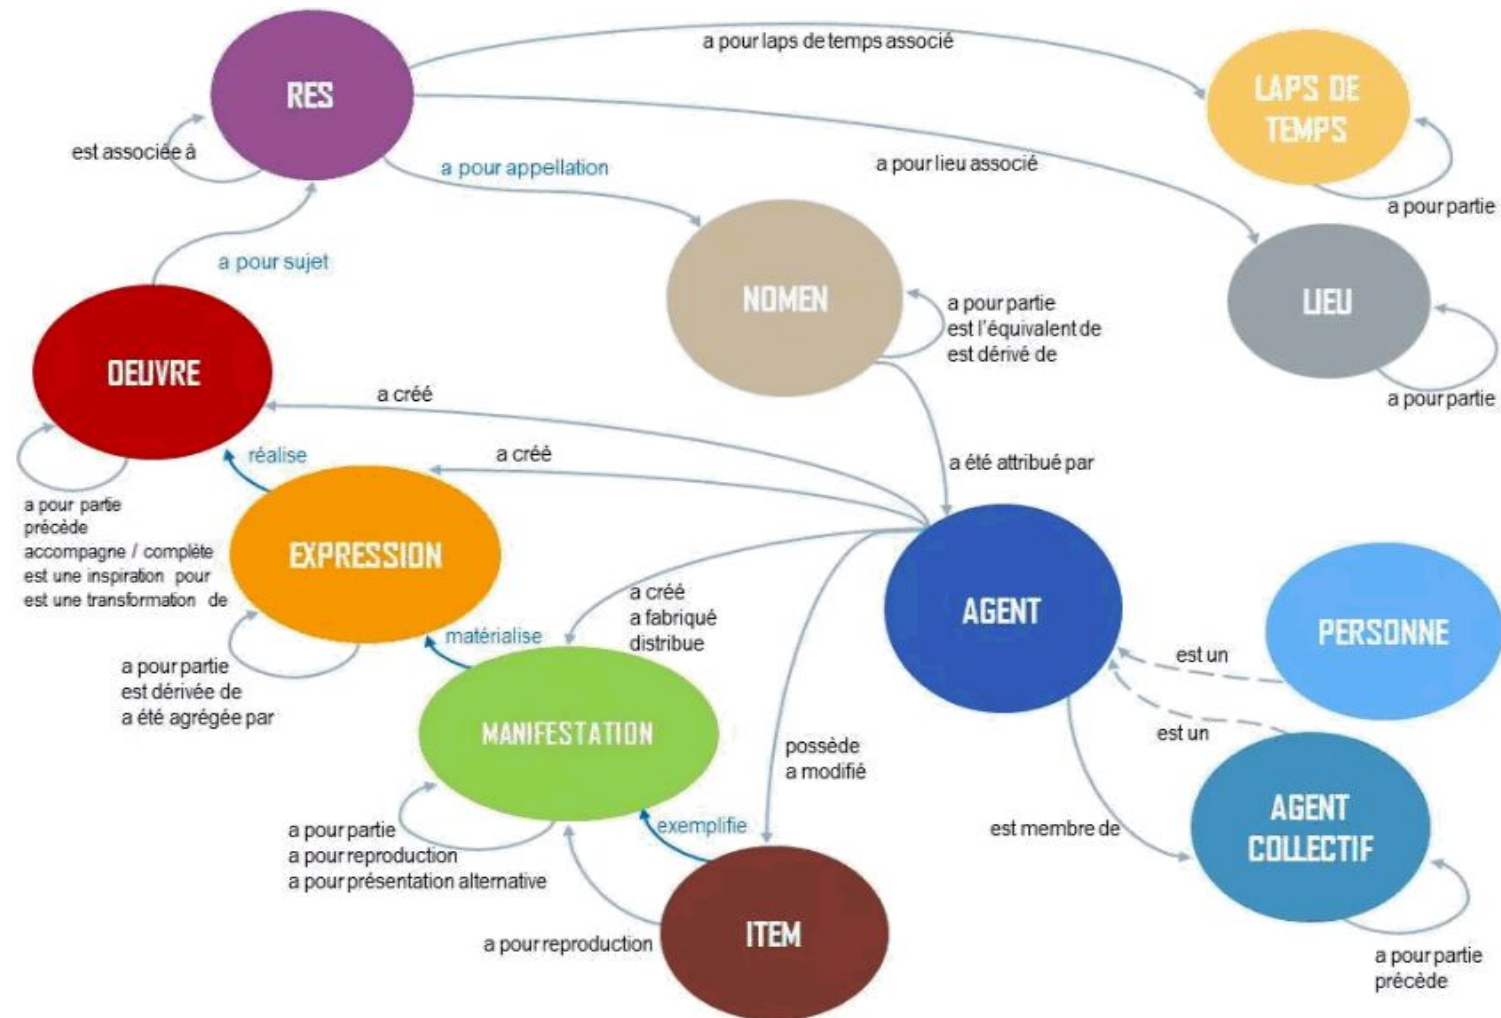 a pour laps de temps associé
RES
LAPS DE
TEMPS
est associée à
a pour appellation
a pour lieu associé
a pour partie
a pour sujet
NOMEN
a pour partie
est l'équivalent de
est dérivé de
LIEU
OEUVRE
a créé
a pour partie
réalise
a créé
a été attribué par
a pour partie
précède
accompagne / complète
est une inspiration pour
est une transformation de
EXPRESSION
a créé
a fabriqué
distribue
AGENT
PERSONNE
matérialise
est un
a pour partie
est dérivée de
a été agrégée par
MANIFESTATION
est un
possède
a modifié
a pour partie
a pour reproduction
a pour présentation alternative
exemplifie
est membre de
AGENT
COLLECTIF
a pour reproduction
ITEM
a pour partie
précède